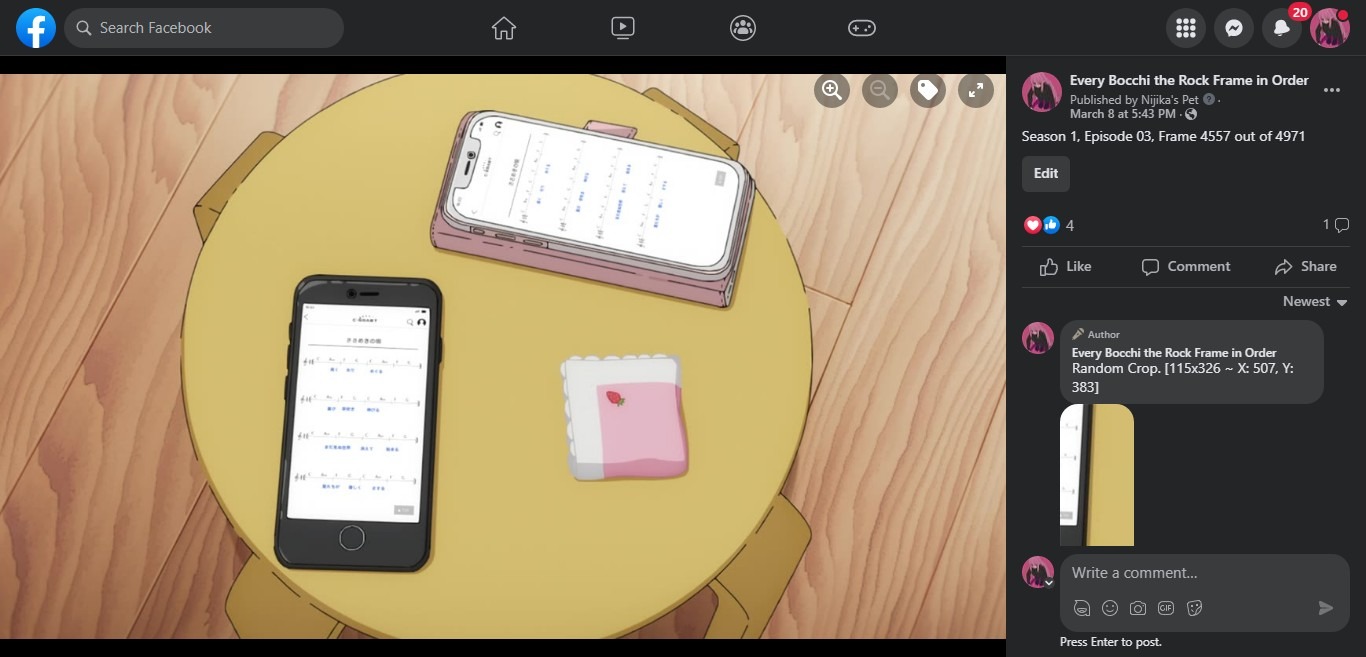 Search Facebook
20
Every Bocchi the Rock Frame in Order
Published by Nijika's Pet ·
March 8 at 5:43 PM ·
Season 1, Episode 03, Frame 4557 out of 4971
Edit
4
1
Like
Comment
Share
Newest
Author
Every Bocchi the Rock Frame in Order
Random Crop. [115x326 ~ X: 507, Y:
383]
Write a comment...
GIF
Press Enter to post.